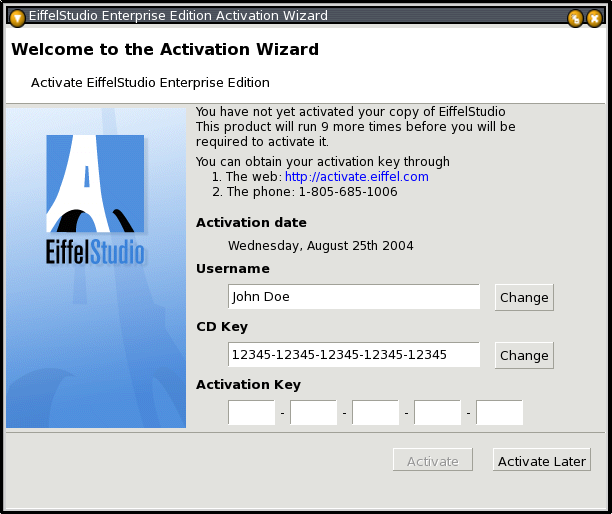 EiffelStudio Enterprise Edition Activation Wizard
Welcome to the Activation Wizard
Activate EiffelStudio Enterprise Edition
EiffelStudio
You have not yet activated your copy of EiffelStudio
This product will run 9 more times before you will be
required to activate it.
You can obtain your activation key through
1. The web: http://activate.eiffel.com
2. The phone: 1-805-685-1006
Activation date
Wednesday, August 25th 2004
Username
John Doe Change
CD Key
12345-12345-12345-12345-12345 Change
Activation Key
- - - -
Activate Activate Later